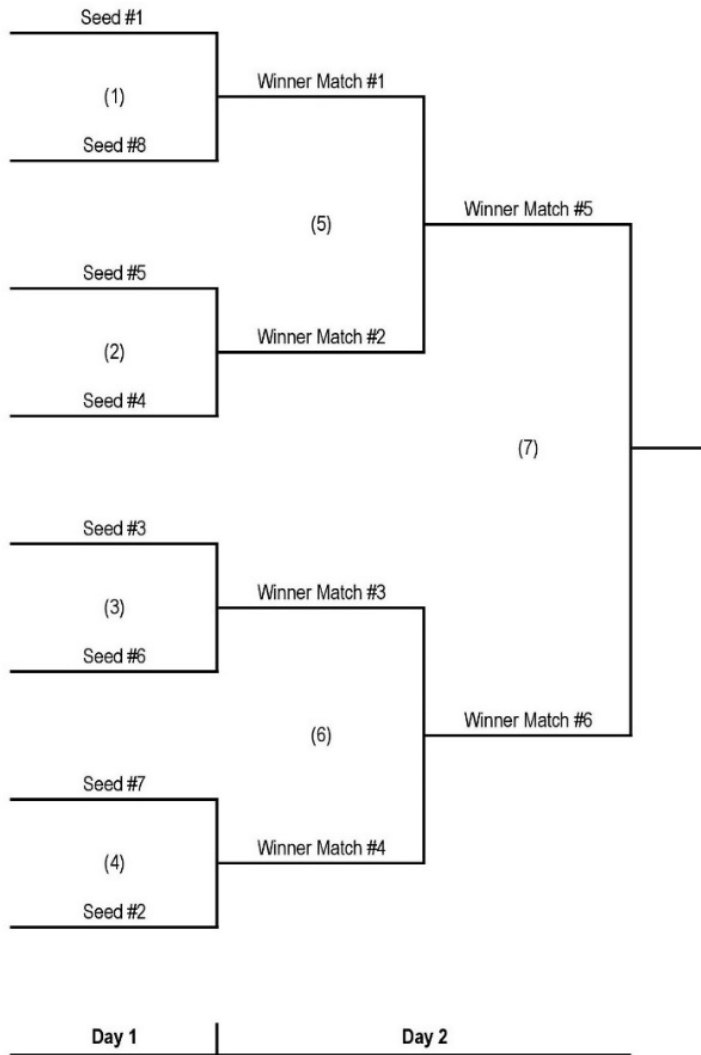 Seed #1
Winner Match #1
(1)
Seed #8
Winner Match #5
(5)
Seed #5
Winner Match #2
(2)
Seed #4
(7)
Seed #3
Winner Match #3
(3)
Seed #6
Winner Match #6
(6)
Seed #7
Winner Match #4
(4)
Seed #2
Day 1
Day 2